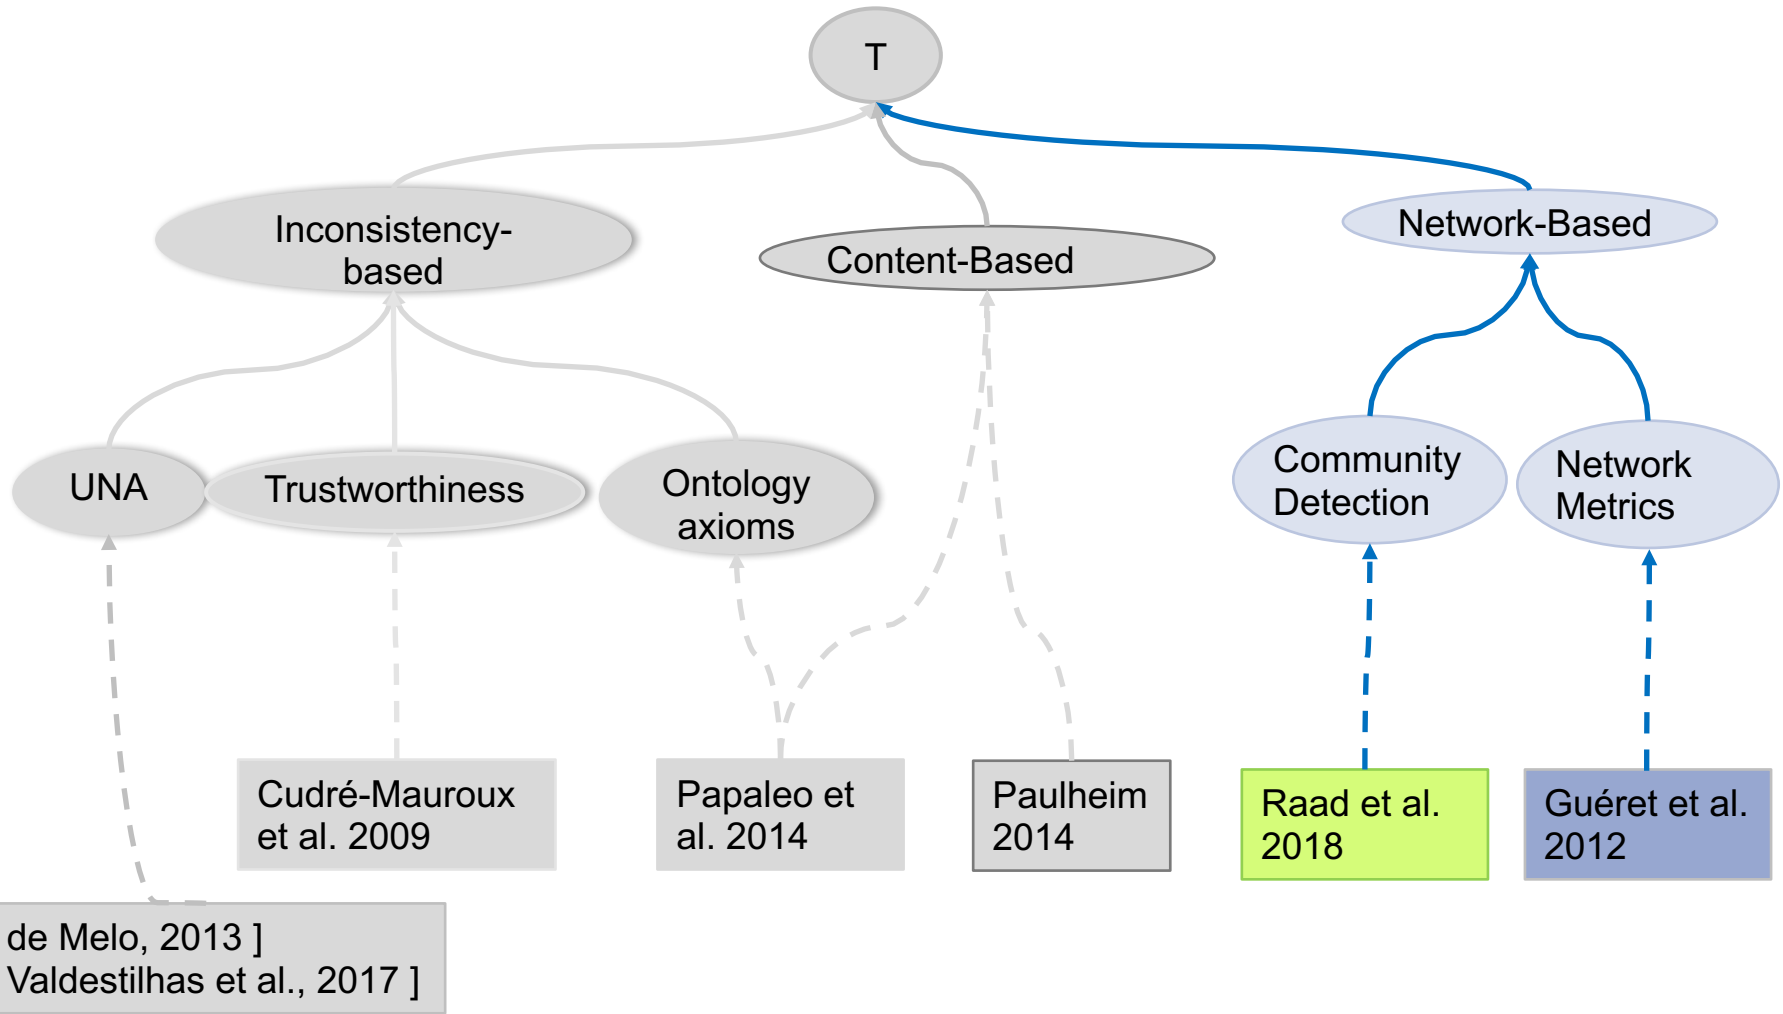 T
Inconsistency-
based
Content-Based
Network-Based
UNA
Trustworthiness
Ontology
axioms
Community
Detection
Network
Metrics
Cudré-Mauroux
et al. 2009
Papaleo et
al. 2014
Paulheim
2014
Raad et al.
2018
Guéret et al.
2012
de Melo, 2013 ]
Valdestilhas et al., 2017 ]